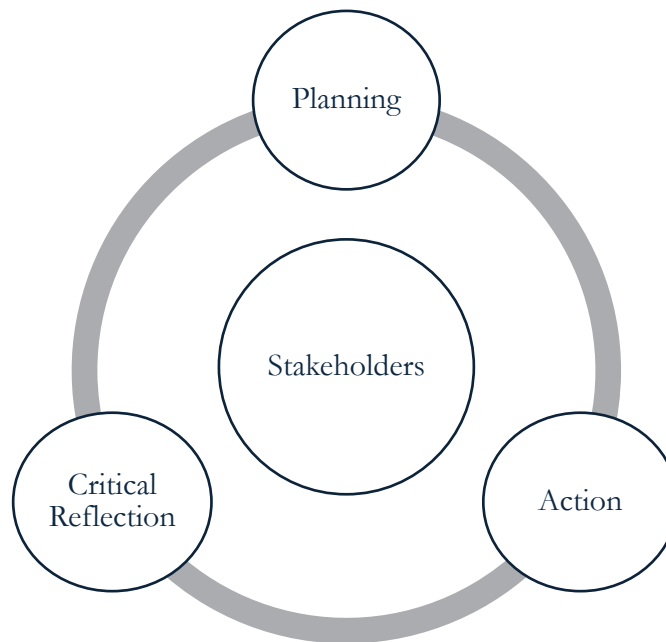 Planning
Stakeholders
Critical
Reflection
Action